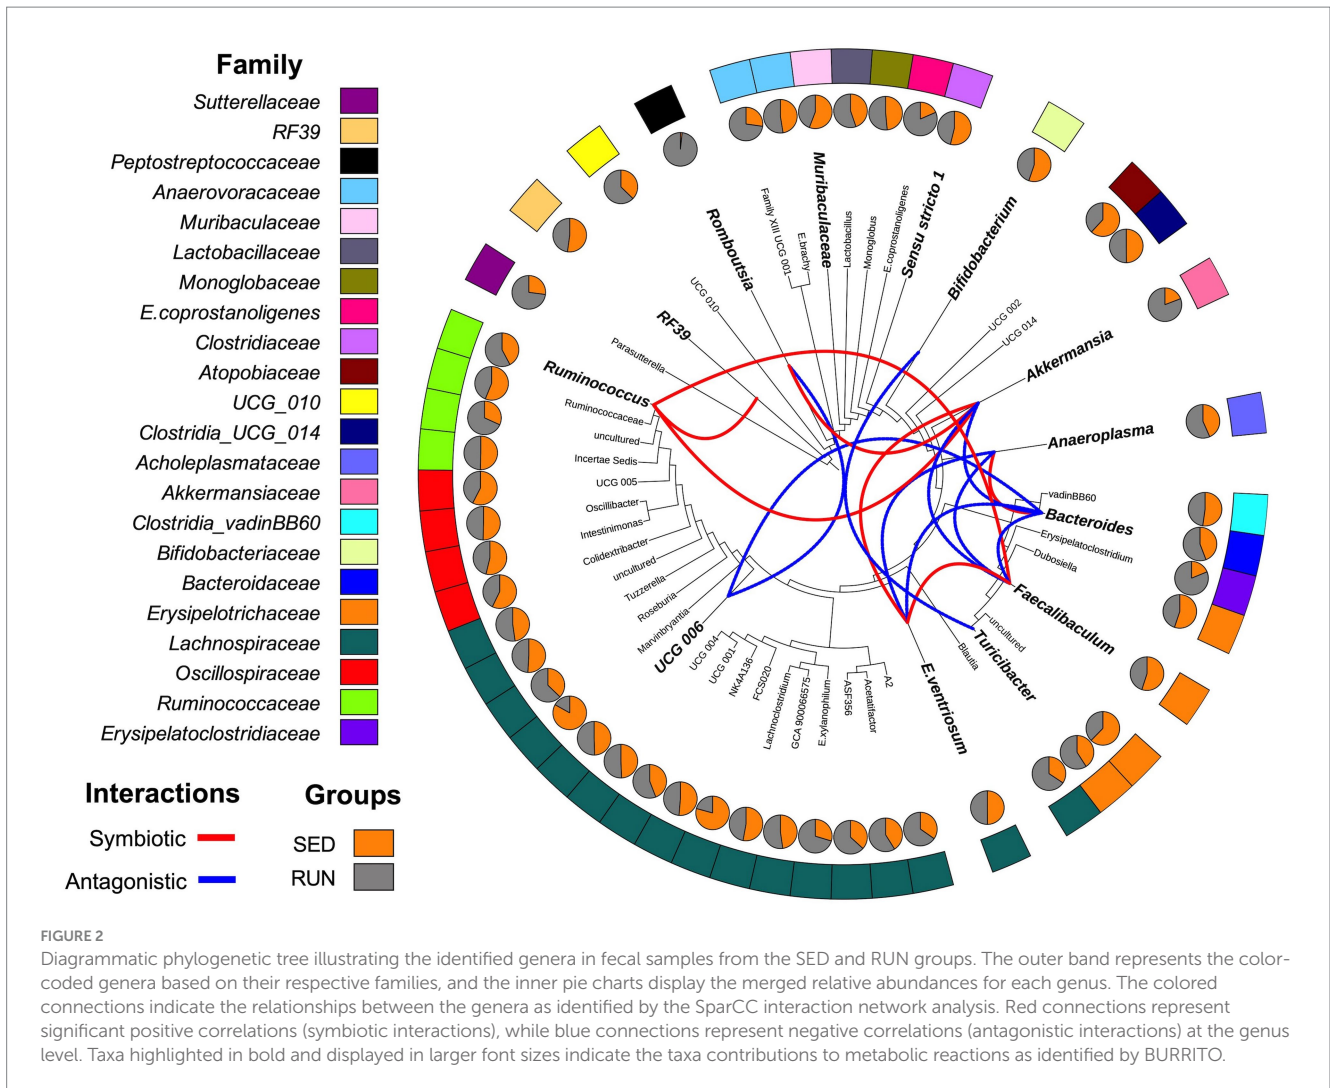 Family
Sutterellaceae
RF39
Peptostreptococcaceae
Anaerovoracaceae
Muribaculaceae
Lactobacillaceae
Monoglobaceae
E.coprostanoligenes
Clostridiaceae
Atopobiaceae
UCG_010
Clostridia_UCG_014
Acholeplasmataceae
Akkermansiaceae
Clostridia_vadinBB60
Bifidobacteriaceae
Bacteroidaceae
Erysipelotrichaceae
Lachnospiraceae
Oscillospiraceae
Ruminococcaceae
Erysipelatoclostridiaceae
Interactions
Symbiotic
Antagonistic
Groups
SED
RUN
Ruminococcus
Parasutterella
RF39
UCG 010
Romboutsia
Family XIII UCG 001
E.brachy
Muribaculaceae
Lactobacillus
Monoglobus
E.coprostanoligenes
Sensu stricto 1
Bifidobacterium
UCG 002
UCG 014
Akkermansia
Anaeroplasma
vadinBB60
Bacteroides
Erysipelatoclostridium
Dubosiella
Faecalibaculum
uncultured
Turicibacter
Blautia
E.ventriosum
A2
Acetatifactor
ASF356
E.xylanophilum
GCA 900066575
Lachnoclostridium
FCS020
NK4A136
UCG 001
UCG 004
UCG 006
Marvinbryantia
Roseburia
Tuzzerella
uncultured
Colidextribacter
Intestinimonas
Oscillibacter
UCG 005
Incertae Sedis
uncultured
Ruminococcaceae
FIGURE 2
Diagrammatic phylogenetic tree illustrating the identified genera in fecal samples from the SED and RUN groups. The outer band represents the color-
coded genera based on their respective families, and the inner pie charts display the merged relative abundances for each genus. The colored
connections indicate the relationships between the genera as identified by the SparCC interaction network analysis. Red connections represent
significant positive correlations (symbiotic interactions), while blue connections represent negative correlations (antagonistic interactions) at the genus
level. Taxa highlighted in bold and displayed in larger font sizes indicate the taxa contributions to metabolic reactions as identified by BURRITO.